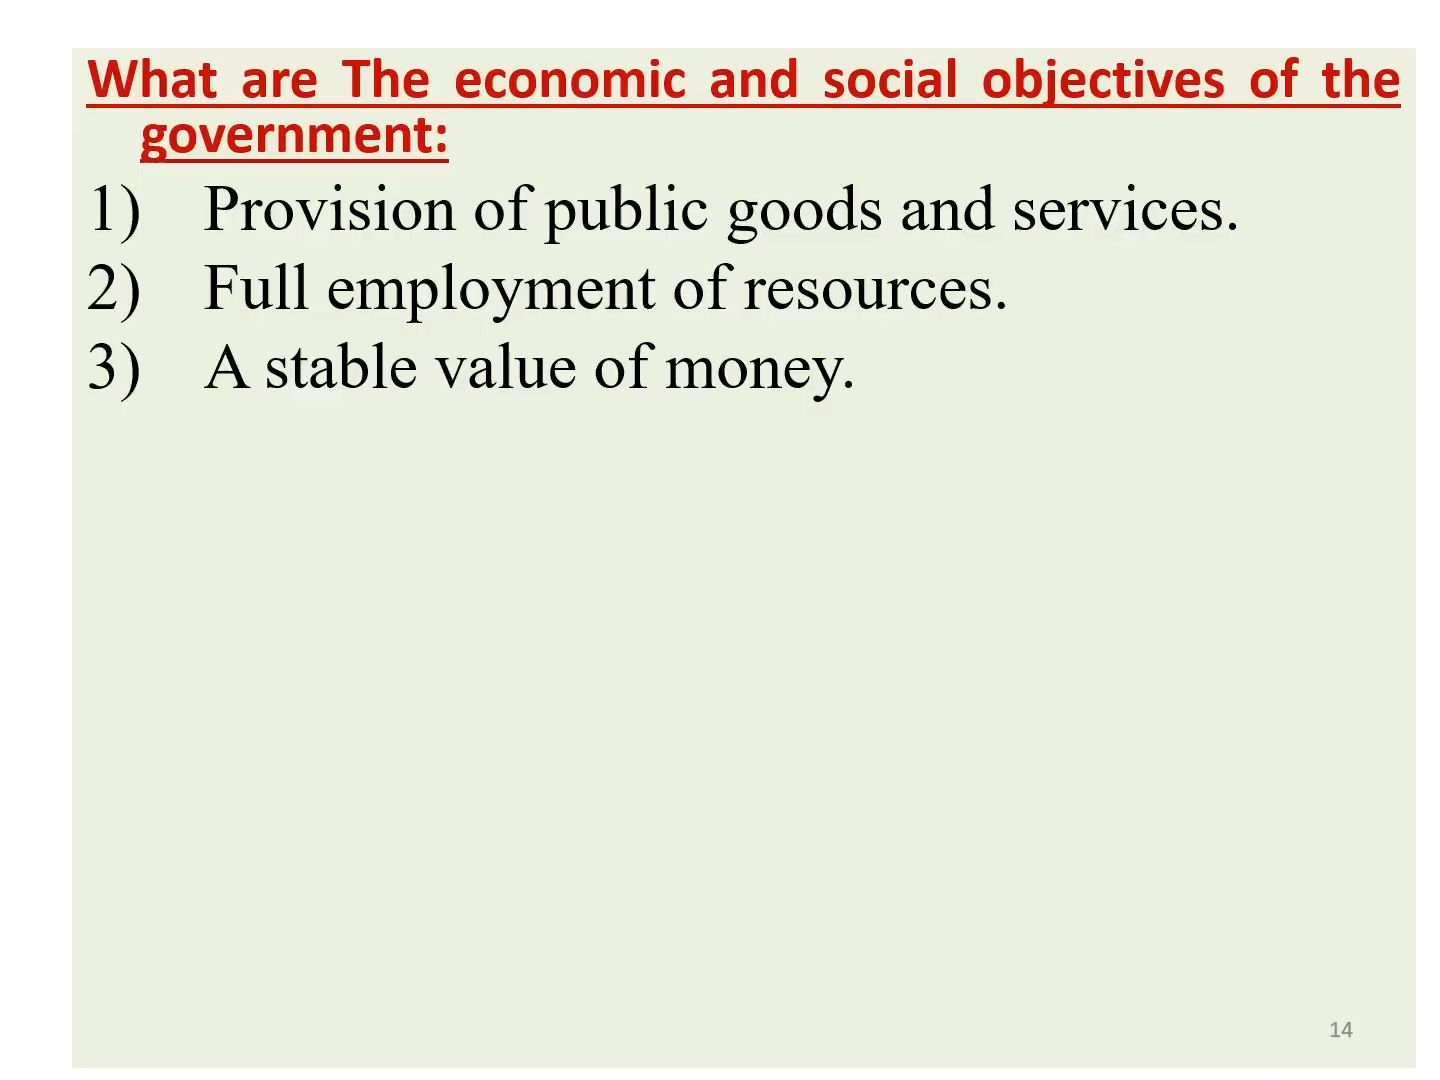 What are The economic and social objectives of the
government:
1) Provision of public goods and services.
2) Full employment of resources.
3) A stable value of money.
14